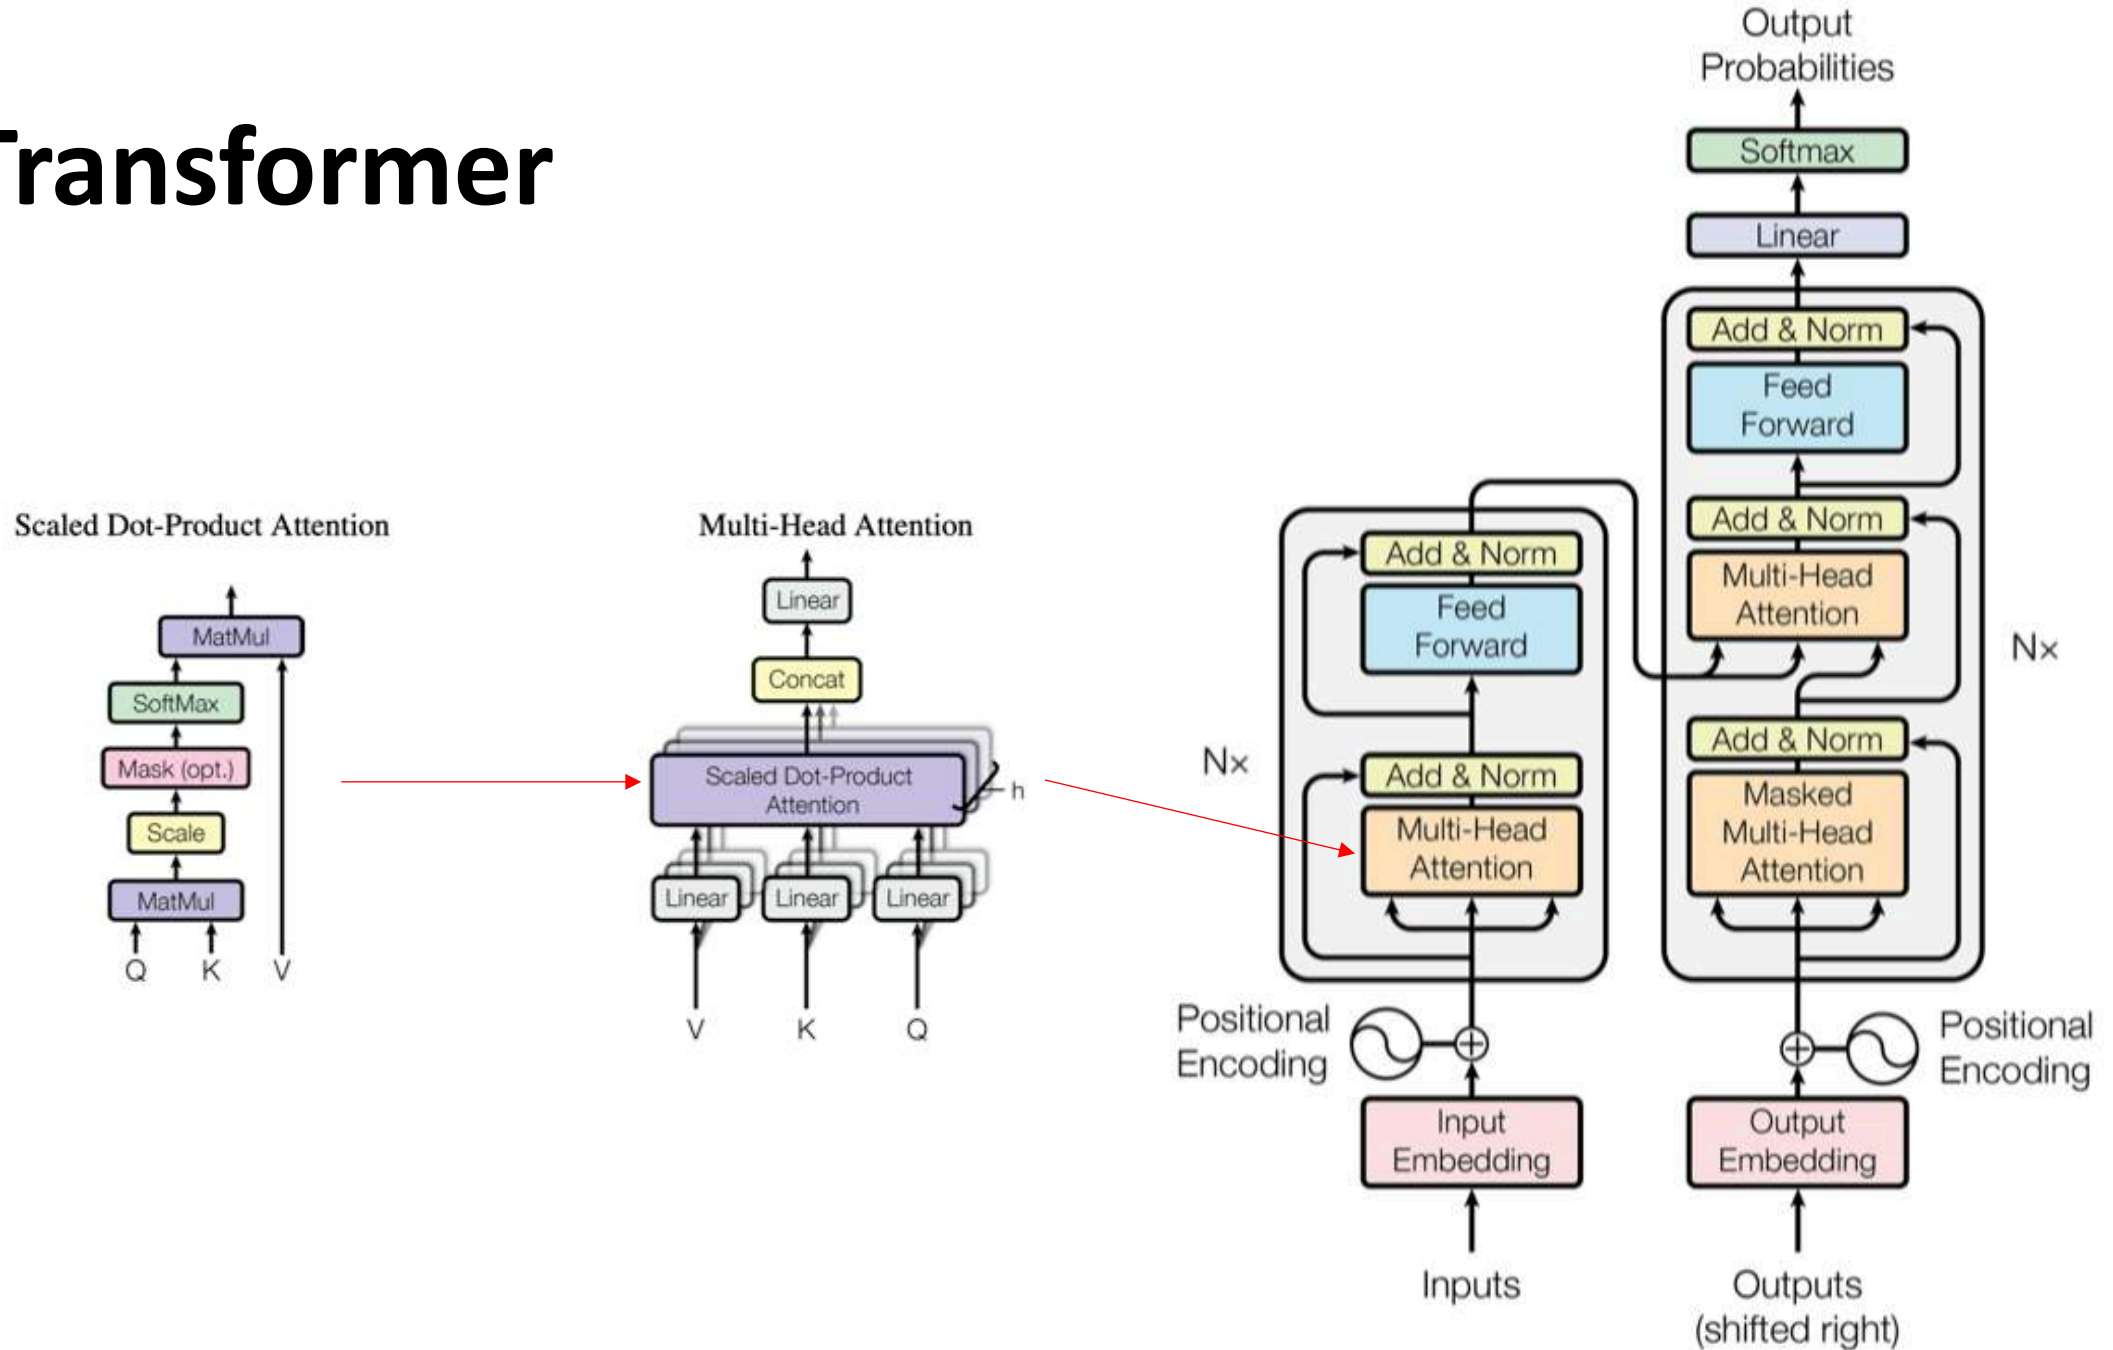 Transformer
Scaled Dot-Product Attention
MatMul
SoftMax
Mask (opt.)
Scale
MatMul
Q K V
Multi-Head Attention
Linear
Concat
Scaled Dot-Product
Attention
h
Linear Linear Linear
V K Q
Output
Probabilities
Softmax
Linear
Add & Norm
Feed
Forward
Add & Norm
Multi-Head
Attention
N×
Add & Norm
Masked
Multi-Head
Attention
Positional
Encoding
Output
Embedding
Outputs
(shifted right)
Add & Norm
Feed
Forward
N×
Add & Norm
Multi-Head
Attention
Positional
Encoding
Input
Embedding
Inputs